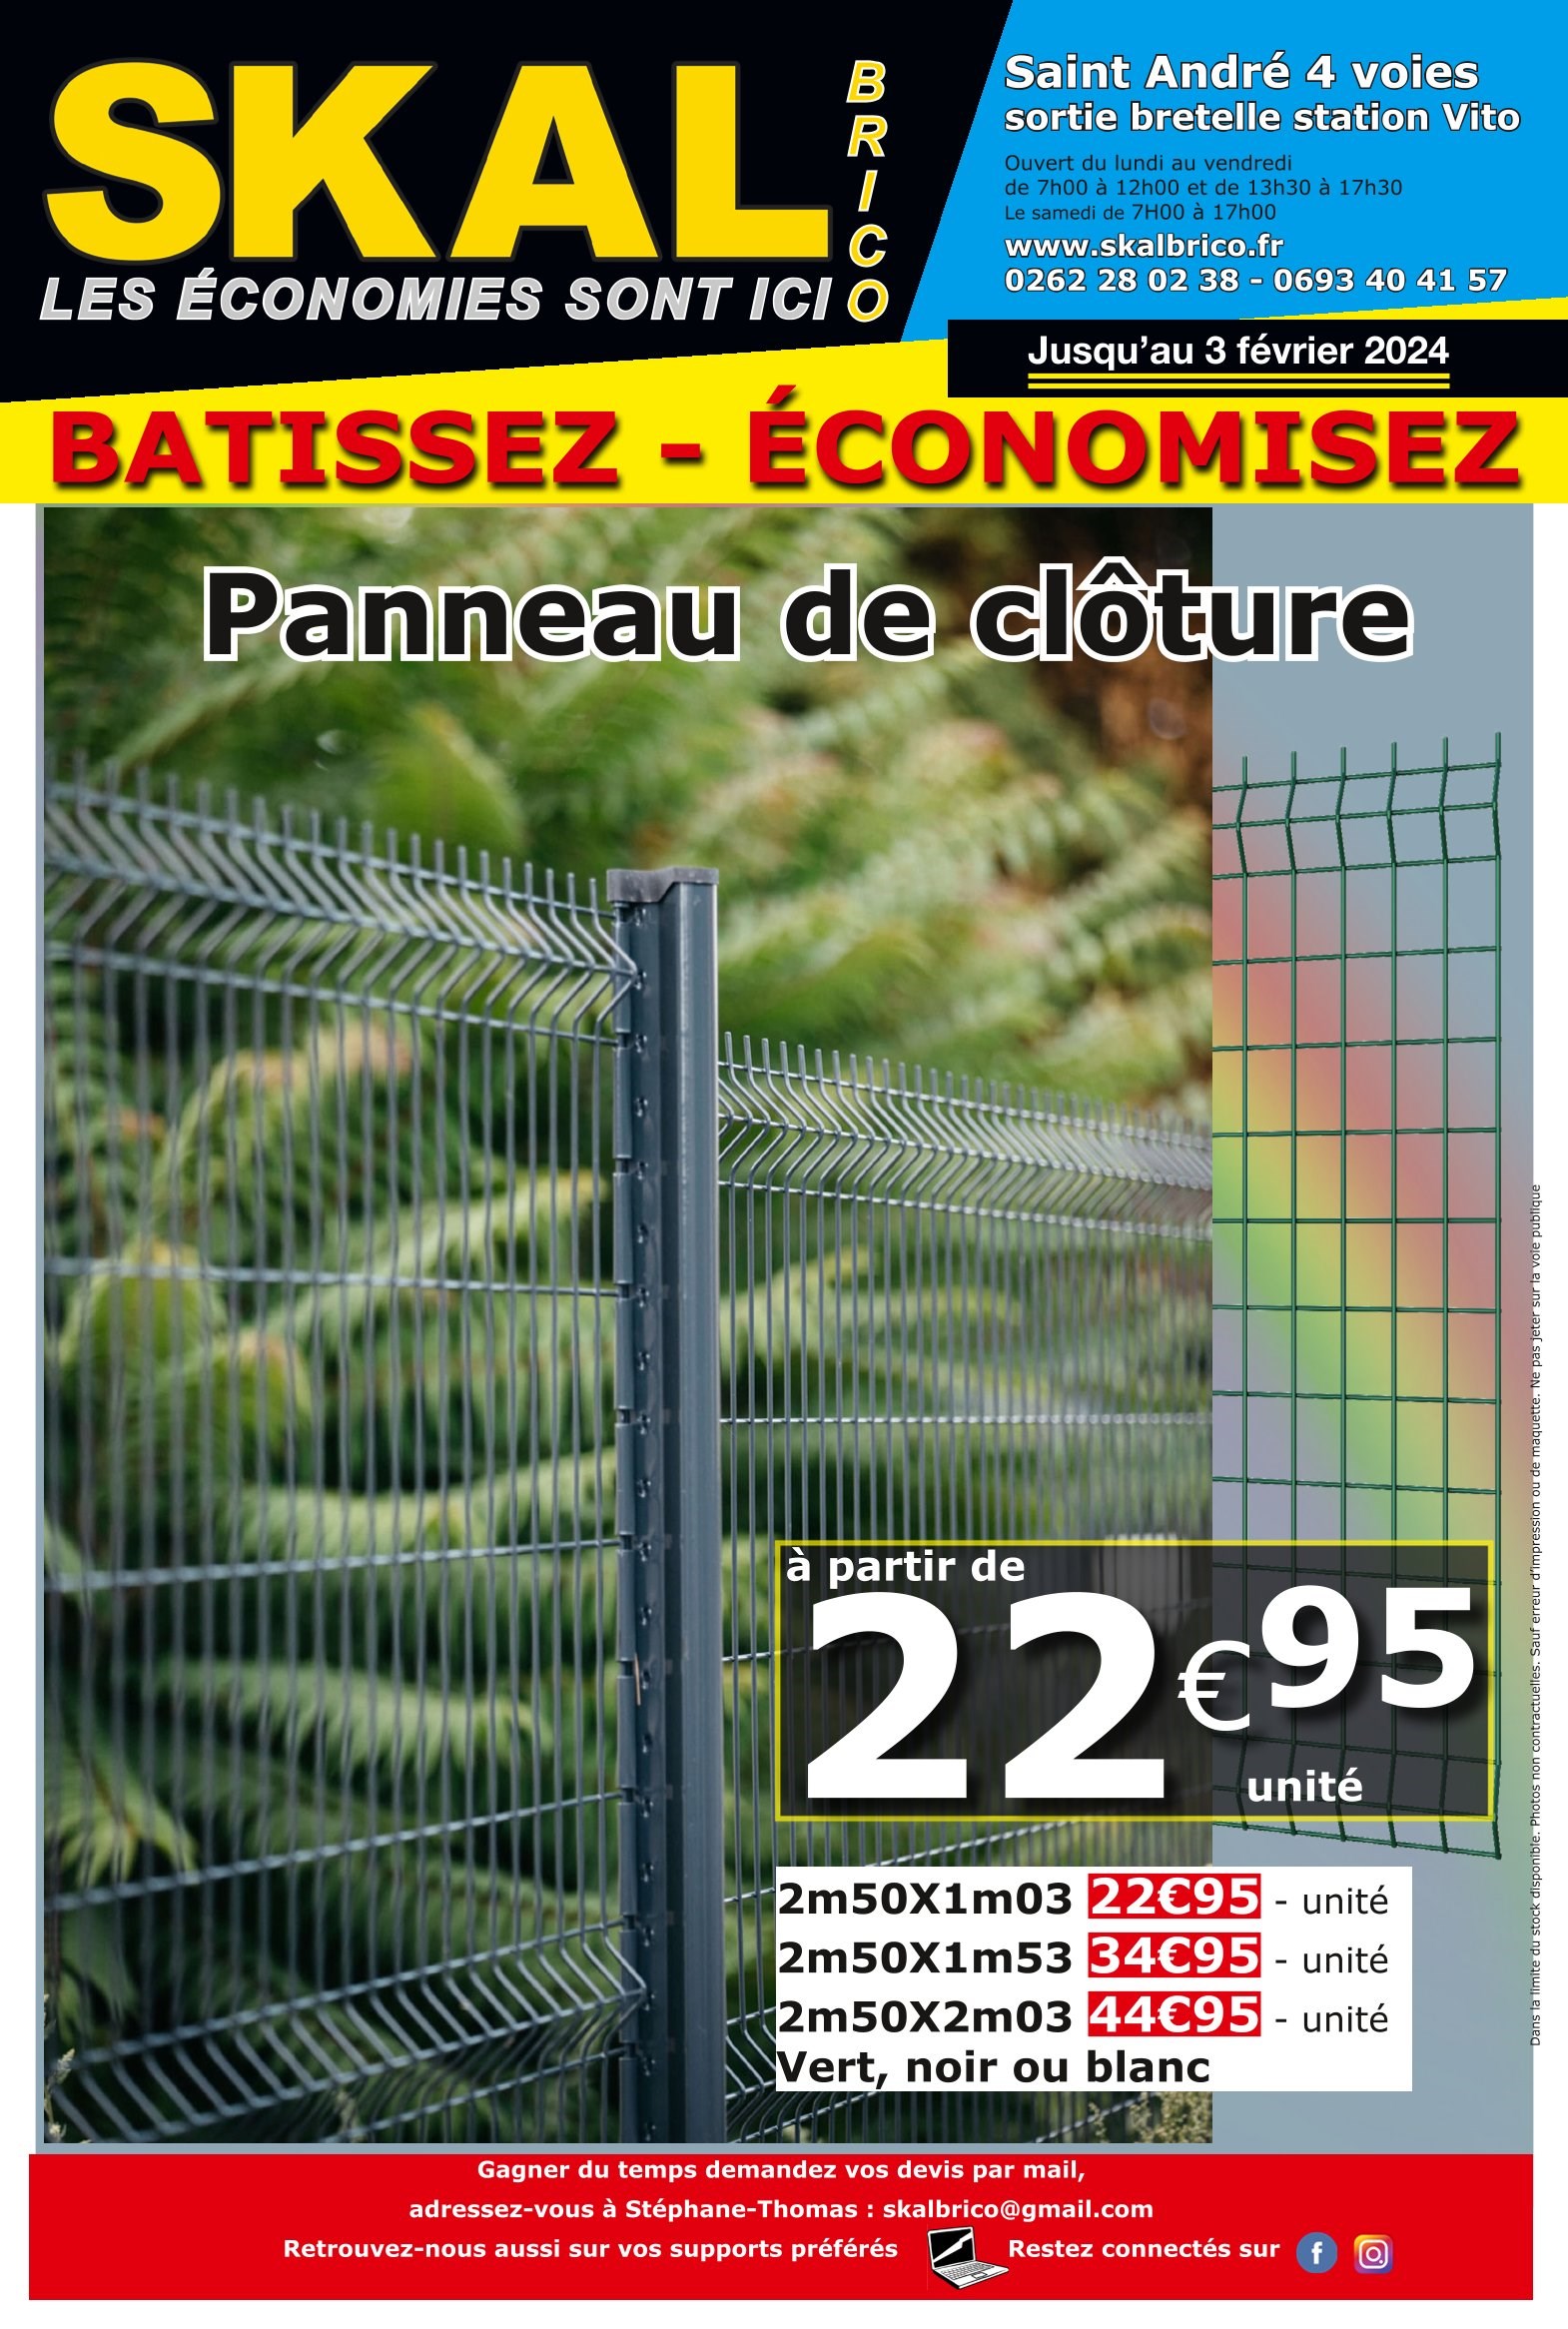 SKAL
BRICO
LES ÉCONOMIES SONT ICI
Saint André 4 voies
sortie bretelle station Vito
Ouvert du lundi au vendredi
de 7h00 à 12h00 et de 13h30 à 17h30
Le samedi de 7H00 à 17h00
www.skalbrico.fr
0262 28 02 38 - 0693 40 41 57
Jusqu'au 3 février 2024
BATISSEZ - ÉCONOMISEZ
Panneau de clôture
à partir de
22€95
unité
2m50X1m03 22€95 - unité
2m50X1m53 34€95 - unité
2m50X2m03 44€95 - unité
Vert, noir ou blanc
Dans la limite du stock disponible. Photos non contractuelles. Sauf erreur d'impression ou de maquette. Ne pas jeter sur la voie publique
Gagner du temps demandez vos devis par mail,
adressez-vous à Stéphane-Thomas : skalbrico@gmail.com
Retrouvez-nous aussi sur vos supports préférés Restez connectés sur